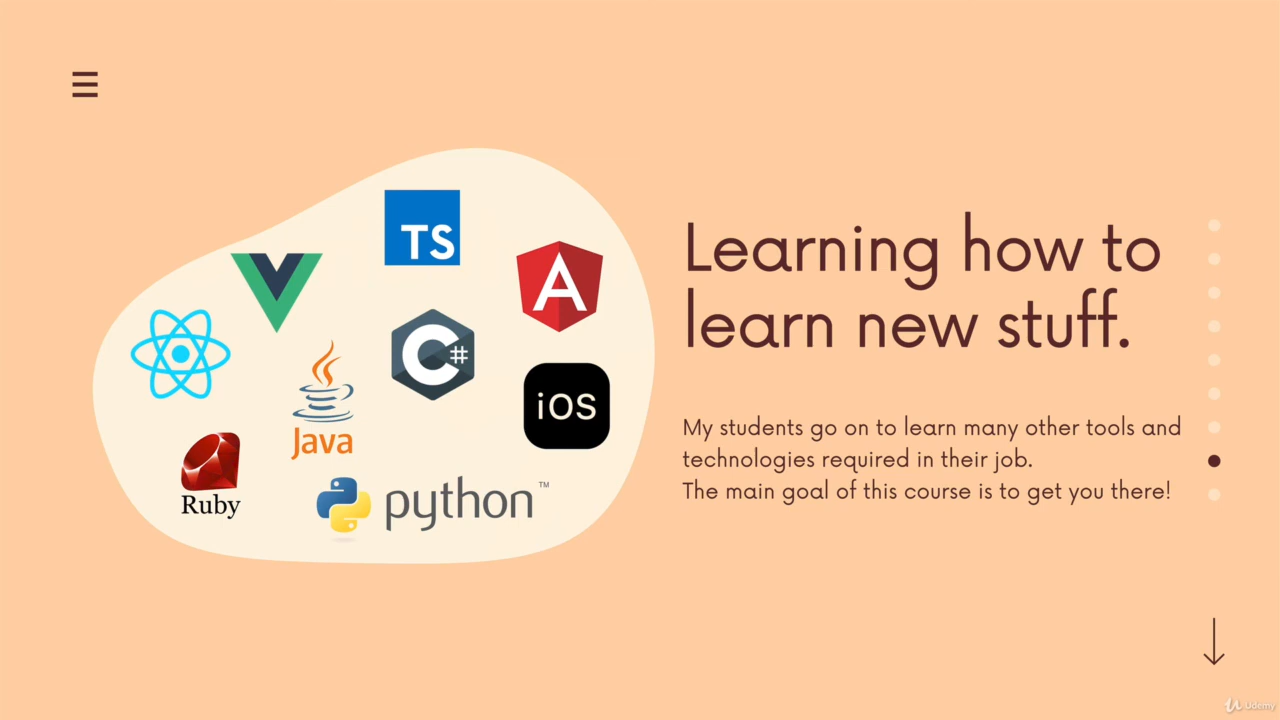 TS
A
C#
iOS
Java
Ruby
python™
Learning how to
learn new stuff.
My students go on to learn many other tools and
technologies required in their job.
The main goal of this course is to get you there!
Udemy